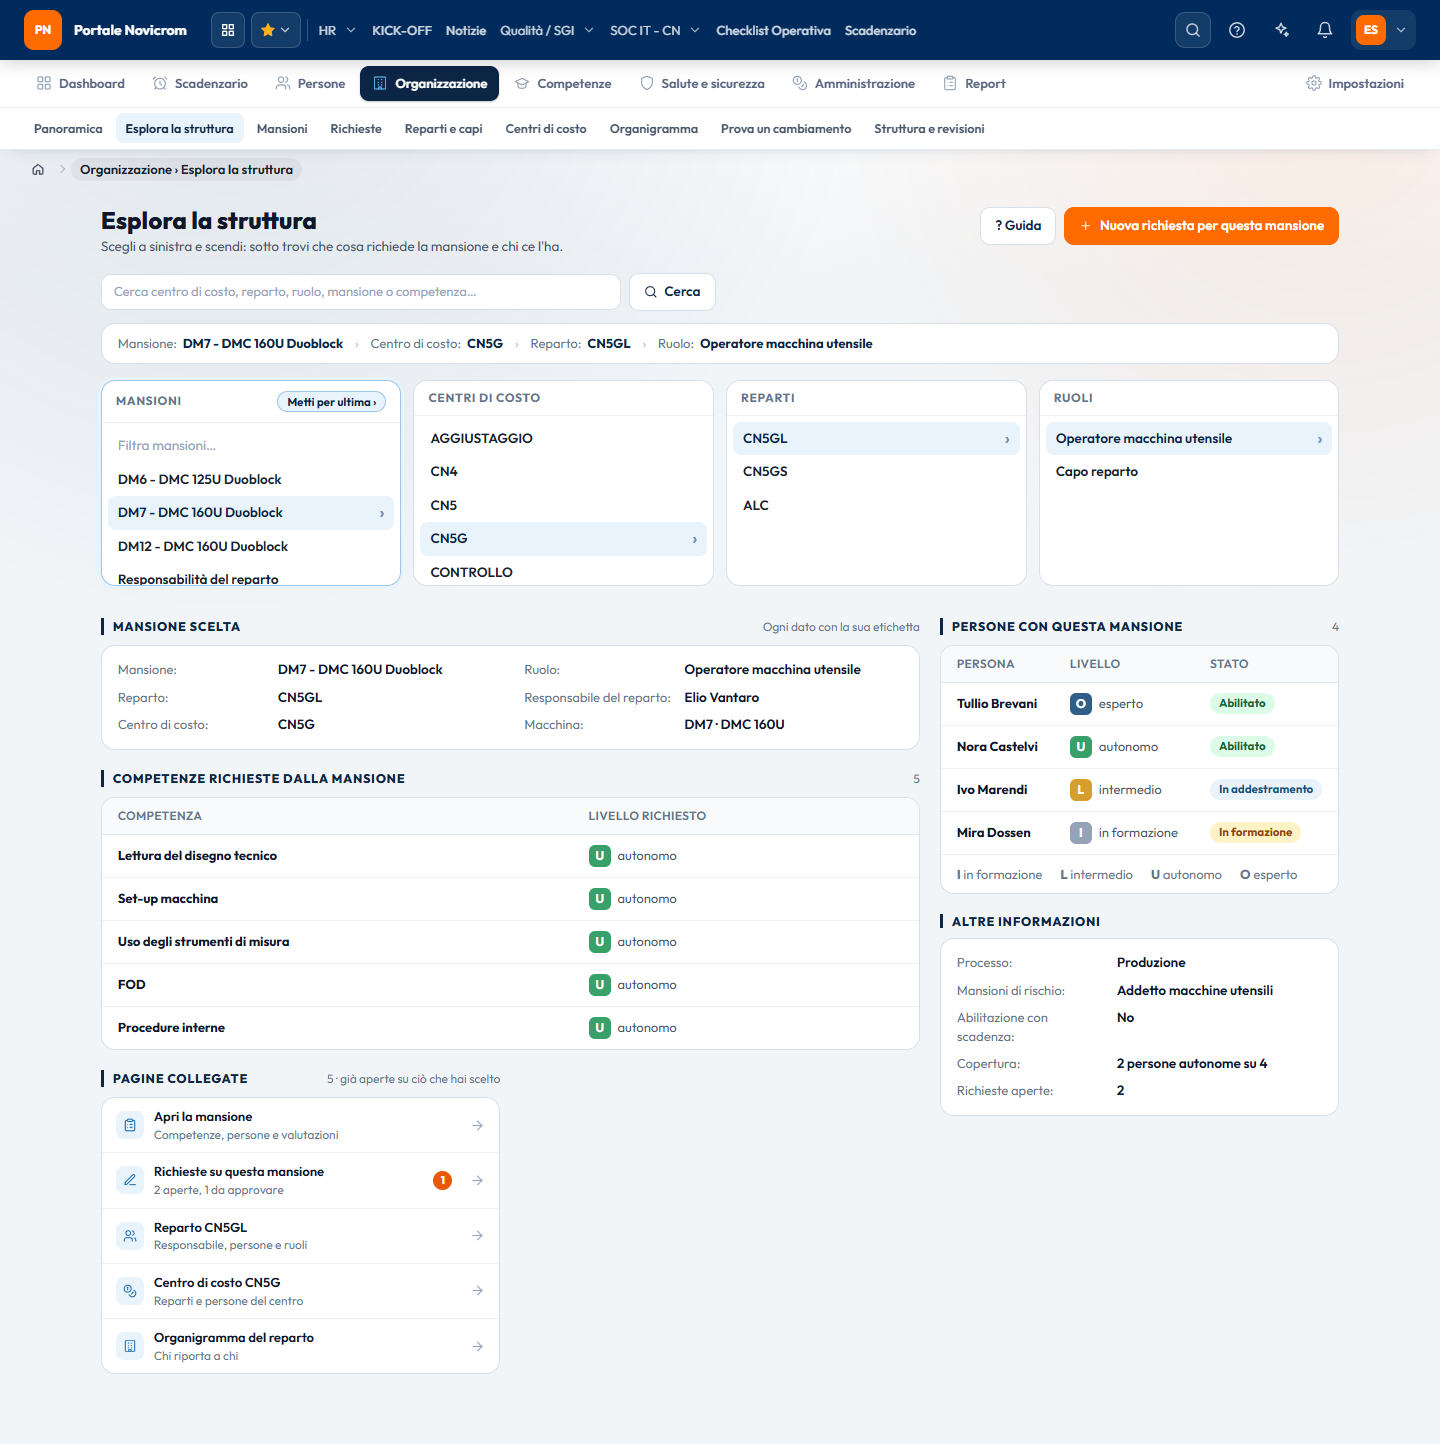 PN Portale Novicrom HR KICK-OFF Notizie Qualità / SGI SOC IT - CN Checklist Operativa Scadenzario ES
Dashboard Scadenzario Persone Organizzazione Competenze Salute e sicurezza Amministrazione Report Impostazioni
Panoramica Esplora la struttura Mansioni Richieste Reparti e capi Centri di costo Organigramma Prova un cambiamento Struttura e revisioni
Organizzazione › Esplora la struttura
Esplora la struttura
Scegli a sinistra e scendi: sotto trovi che cosa richiede la mansione e chi ce l'ha.
? Guida
+ Nuova richiesta per questa mansione
Cerca centro di costo, reparto, ruolo, mansione o competenza...
Cerca
Mansione: DM7 - DMC 160U Duoblock › Centro di costo: CN5G › Reparto: CN5GL › Ruolo: Operatore macchina utensile
MANSIONI
Metti per ultima ›
Filtra mansioni...
DM6 - DMC 125U Duoblock
DM7 - DMC 160U Duoblock ›
DM12 - DMC 160U Duoblock
Responsabilità del reparto
CENTRI DI COSTO
AGGIUSTAGGIO
CN4
CN5
CN5G ›
CONTROLLO
REPARTI
CN5GL ›
CN5GS
ALC
RUOLI
Operatore macchina utensile ›
Capo reparto
MANSIONE SCELTA
Ogni dato con la sua etichetta
Mansione: DM7 - DMC 160U Duoblock Ruolo: Operatore macchina utensile
Reparto: CN5GL Responsabile del reparto: Elio Vantaro
Centro di costo: CN5G Macchina: DM7 · DMC 160U
COMPETENZE RICHIESTE DALLA MANSIONE 5
COMPETENZA LIVELLO RICHIESTO
Lettura del disegno tecnico U autonomo
Set-up macchina U autonomo
Uso degli strumenti di misura U autonomo
FOD U autonomo
Procedure interne U autonomo
PAGINE COLLEGATE 5 · già aperte su ciò che hai scelto
Apri la mansione
Competenze, persone e valutazioni
Richieste su questa mansione
2 aperte, 1 da approvare
1
Reparto CN5GL
Responsabile, persone e ruoli
Centro di costo CN5G
Reparti e persone del centro
Organigramma del reparto
Chi riporta a chi
PERSONE CON QUESTA MANSIONE 4
PERSONA LIVELLO STATO
Tullio Brevani O esperto Abilitato
Nora Castelvi U autonomo Abilitato
Ivo Marendi L intermedio In addestramento
Mira Dossen I in formazione In formazione
I in formazione L intermedio U autonomo O esperto
ALTRE INFORMAZIONI
Processo: Produzione
Mansioni di rischio: Addetto macchine utensili
Abilitazione con scadenza: No
Copertura: 2 persone autonome su 4
Richieste aperte: 2